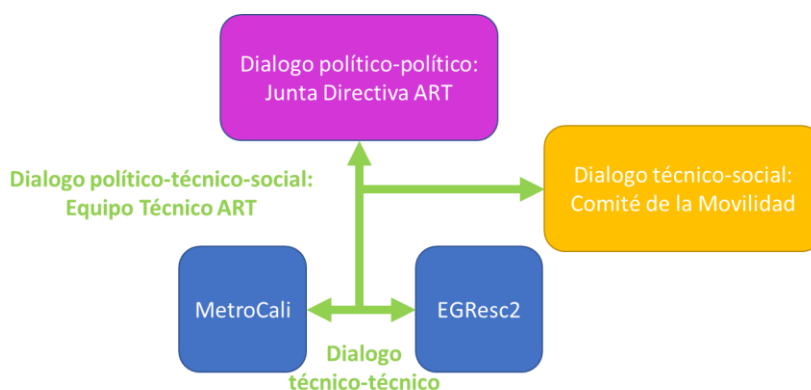 Dialogo político-político:
Junta Directiva ART
Dialogo político-técnico-social:
Equipo Técnico ART
Dialogo técnico-social:
Comité de la Movilidad
MetroCali
EGResc2
Dialogo
técnico-técnico